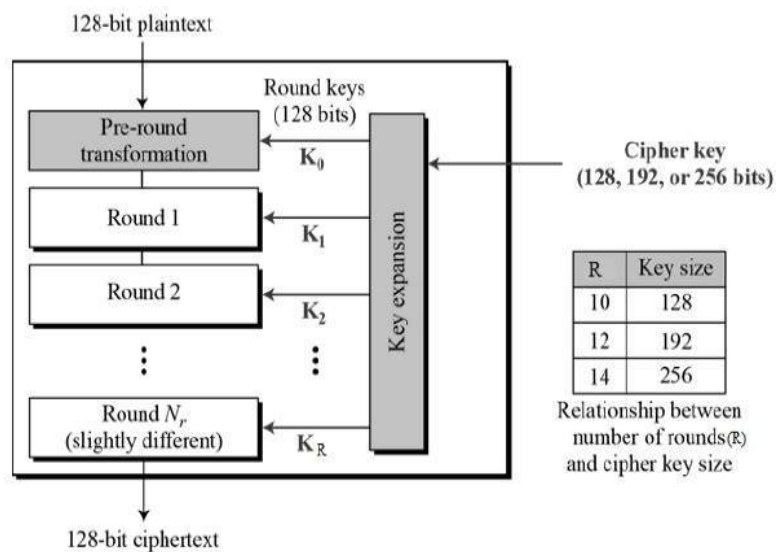 128-bit plaintext
Round keys
(128 bits)
Pre-round
transformation
K0
Cipher key
(128, 192, or 256 bits)
Round 1
K1
Round 2
K2
Key expansion
Round Nr
(slightly different)
KR
128-bit ciphertext
R Key size
10 128
12 192
14 256
Relationship between
number of rounds(R)
and cipher key size